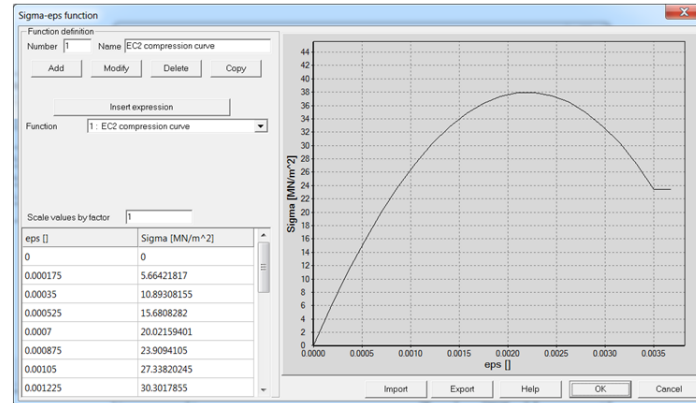 Sigma-eps function
Function definition
Number 1 Name EC2 compression curve
Add Modify Delete Copy
Insert expression
Function 1 : EC2 compression curve
Scale values by factor 1
eps [] Sigma [MN/m^2]
0 0
0.000175 5.66421817
0.00035 10.89308155
0.000525 15.6808282
0.0007 20.02159401
0.000875 23.9094105
0.00105 27.33820245
0.001225 30.3017855
Sigma [MN/m^2]
44
42
40
38
36
34
32
30
28
26
24
22
20
18
16
14
12
10
8
6
4
2
0
0.0000 0.0005 0.0010 0.0015 0.0020 0.0025 0.0030 0.0035
eps []
Import Export Help OK Cancel